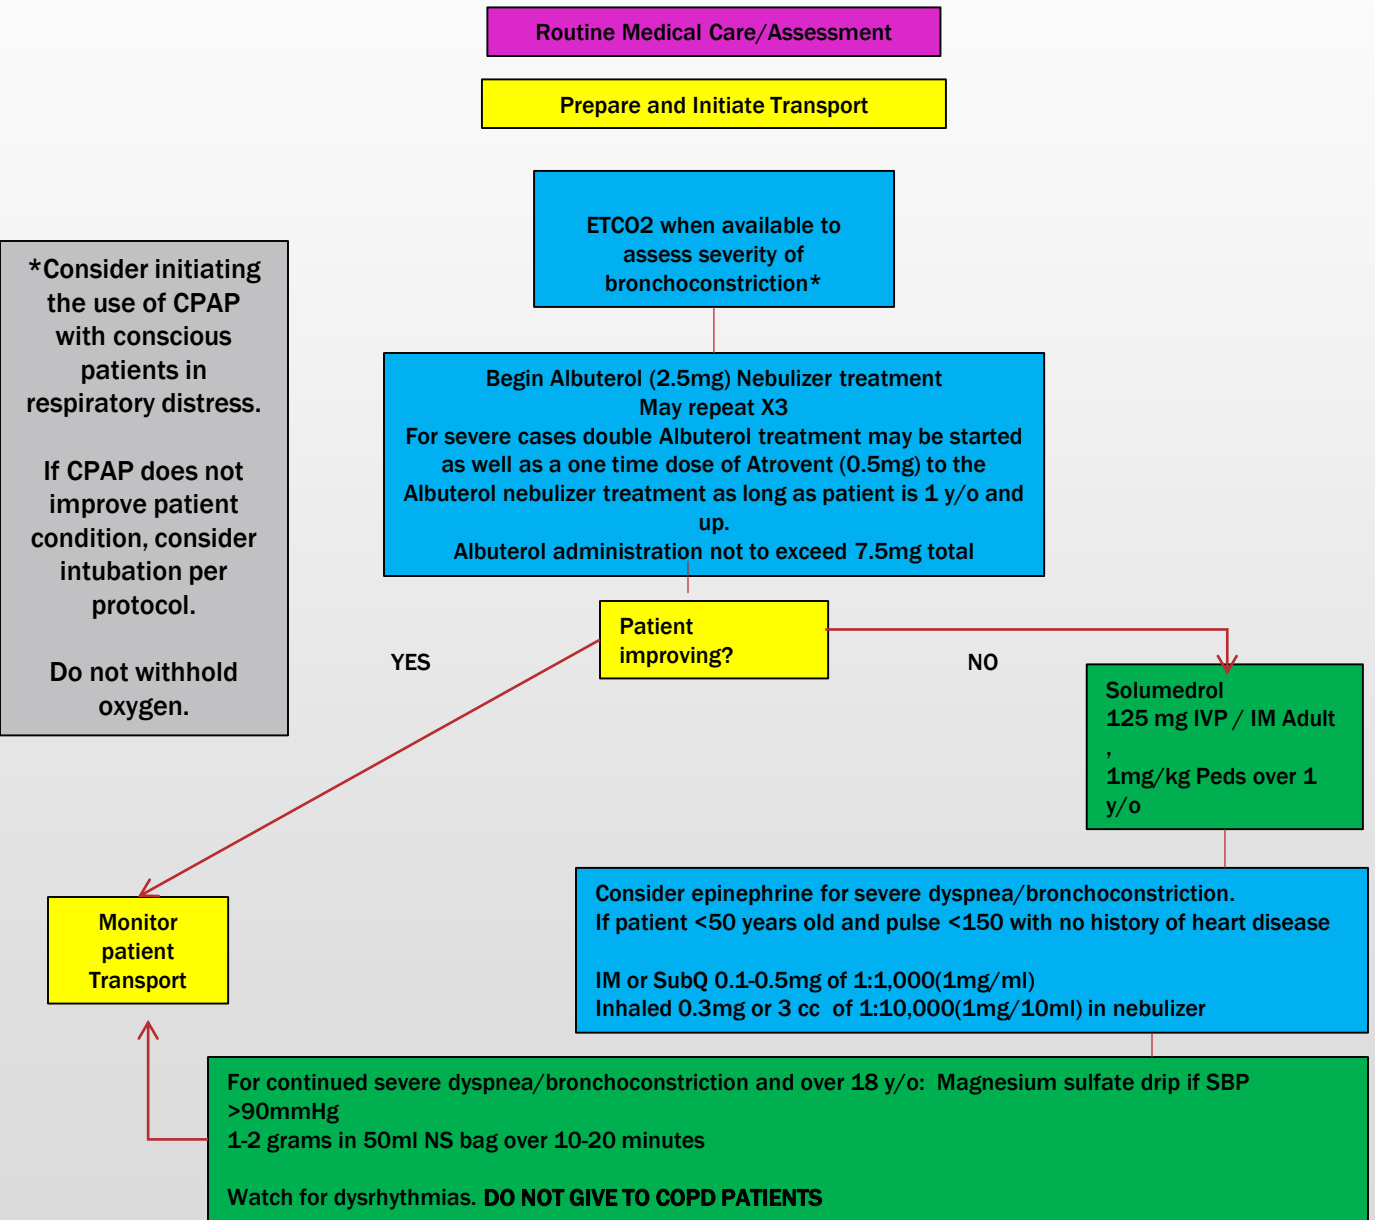 Routine Medical Care/Assessment
Prepare and Initiate Transport
ETCO2 when available to
assess severity of
bronchoconstriction*
*Consider initiating
the use of CPAP
with conscious
patients in
respiratory distress.
If CPAP does not
improve patient
condition, consider
intubation per
protocol.
Do not withhold
oxygen.
Begin Albuterol (2.5mg) Nebulizer treatment
May repeat X3
For severe cases double Albuterol treatment may be started
as well as a one time dose of Atrovent (0.5mg) to the
Albuterol nebulizer treatment as long as patient is 1 y/o and
up.
Albuterol administration not to exceed 7.5mg total
Patient
improving?
YES
NO
Solumedrol
125 mg IVP / IM Adult
,
1mg/kg Peds over 1
y/o
Consider epinephrine for severe dyspnea/bronchoconstriction.
If patient <50 years old and pulse <150 with no history of heart disease
IM or SubQ 0.1-0.5mg of 1:1,000(1mg/ml)
Inhaled 0.3mg or 3 cc of 1:10,000(1mg/10ml) in nebulizer
Monitor
patient
Transport
For continued severe dyspnea/bronchoconstriction and over 18 y/o: Magnesium sulfate drip if SBP
>90mmHg
1-2 grams in 50ml NS bag over 10-20 minutes
Watch for dysrhythmias. DO NOT GIVE TO COPD PATIENTS